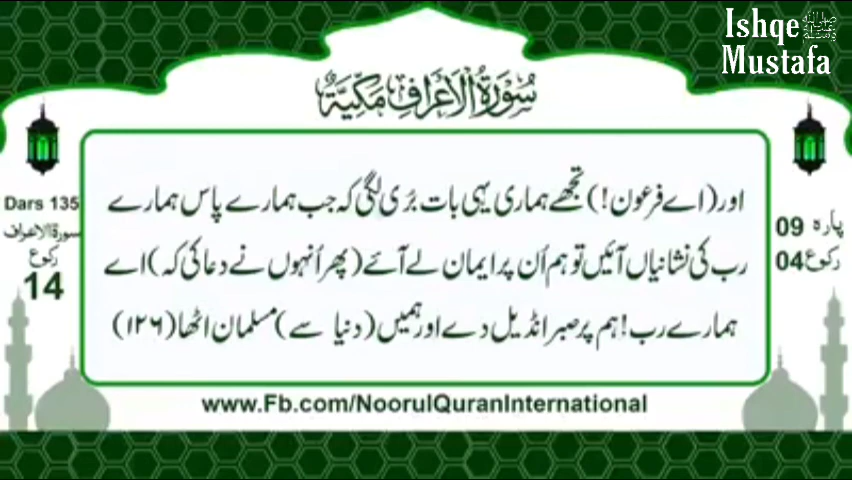 Ishqe ﷺ
Mustafa
سُوْرَةُ الْاَعْرَافِ مَكِّيَّةٌ
اور (اے فرعون!) تجھے ہماری یہی بات بُری لگی کہ جب ہمارے پاس ہمارے
رب کی نشانیاں آئیں تو ہم اُن پر ایمان لے آئے (پھر اُنہوں نے دعا کی کہ) اے
ہمارے رب! ہم پر صبر انڈیل دے اور ہمیں (دنیا سے) مسلمان اٹھا (۱۲۶)
Dars 135
سورۃ الاعراف
رکوع
14
پارہ 09
رکوع 04
www.Fb.com/NoorulQuranInternational